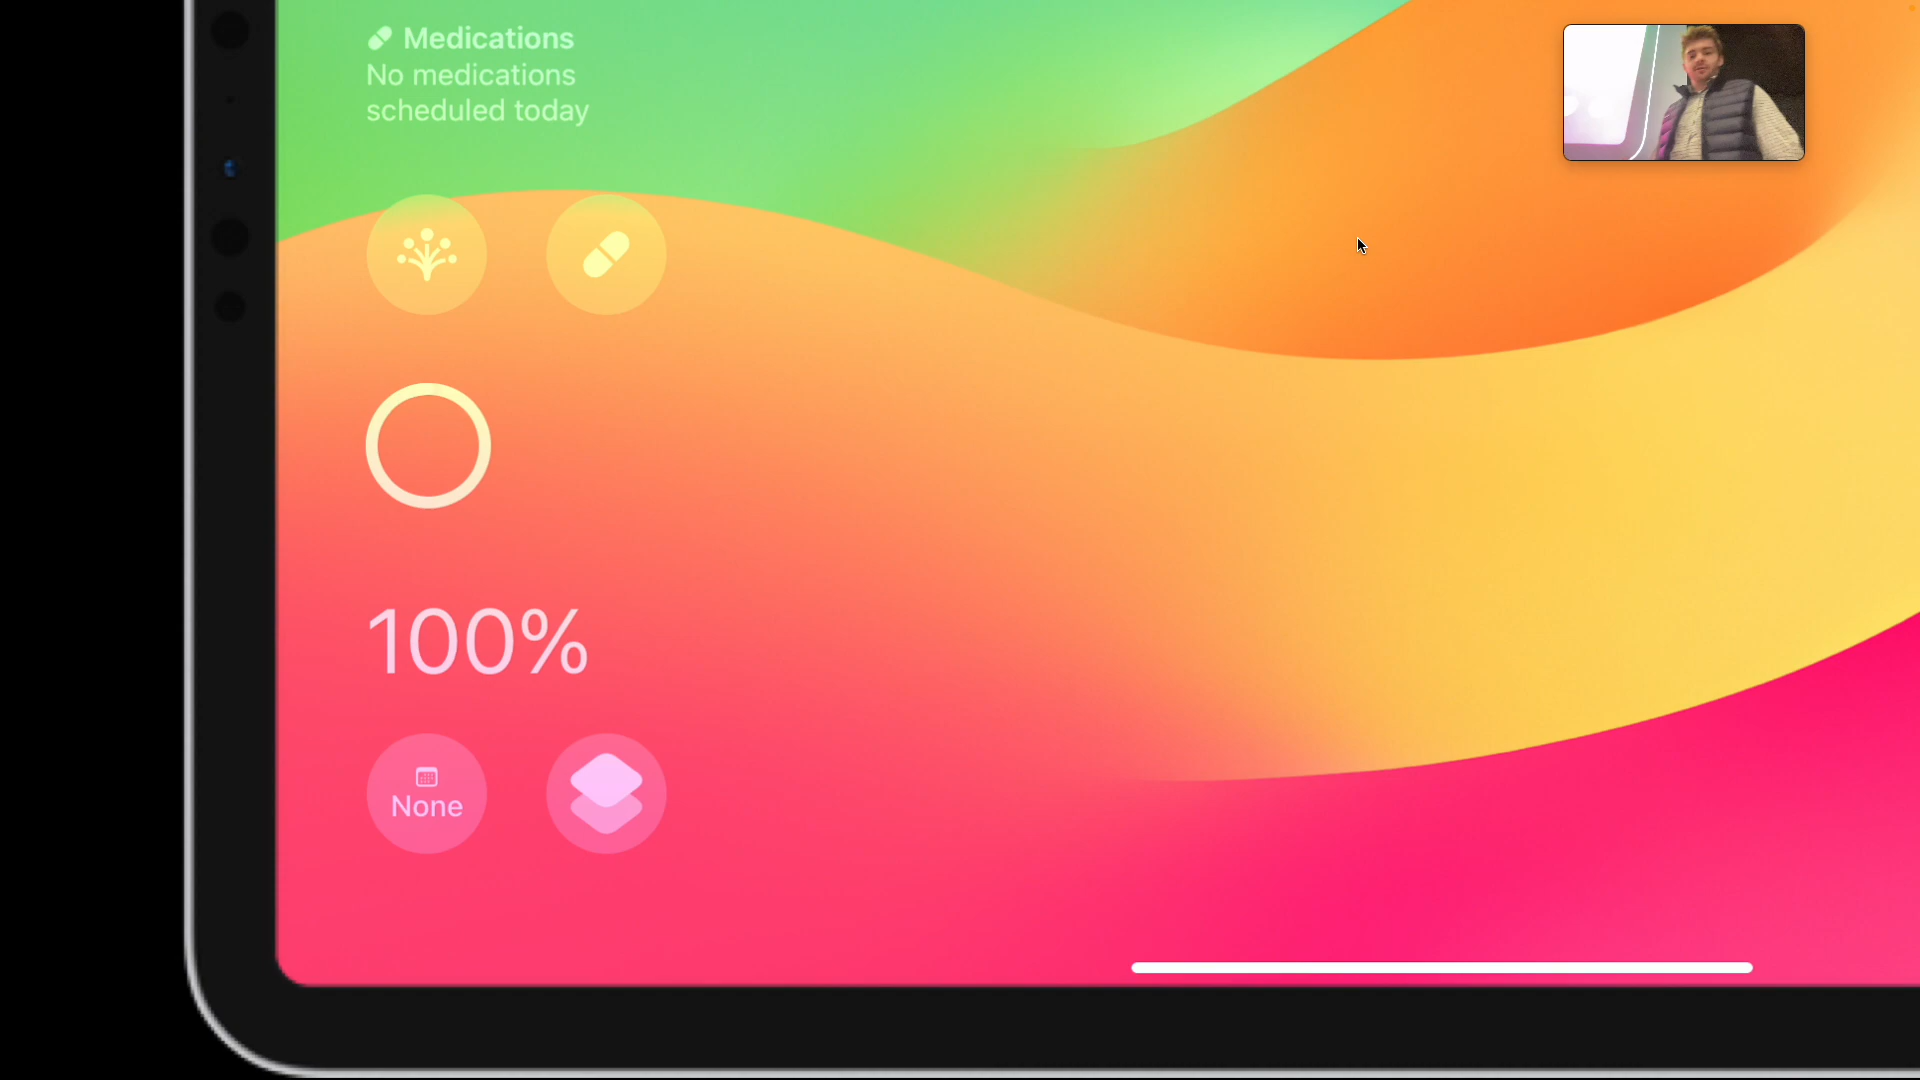 Medications
No medications
scheduled today
100%
None